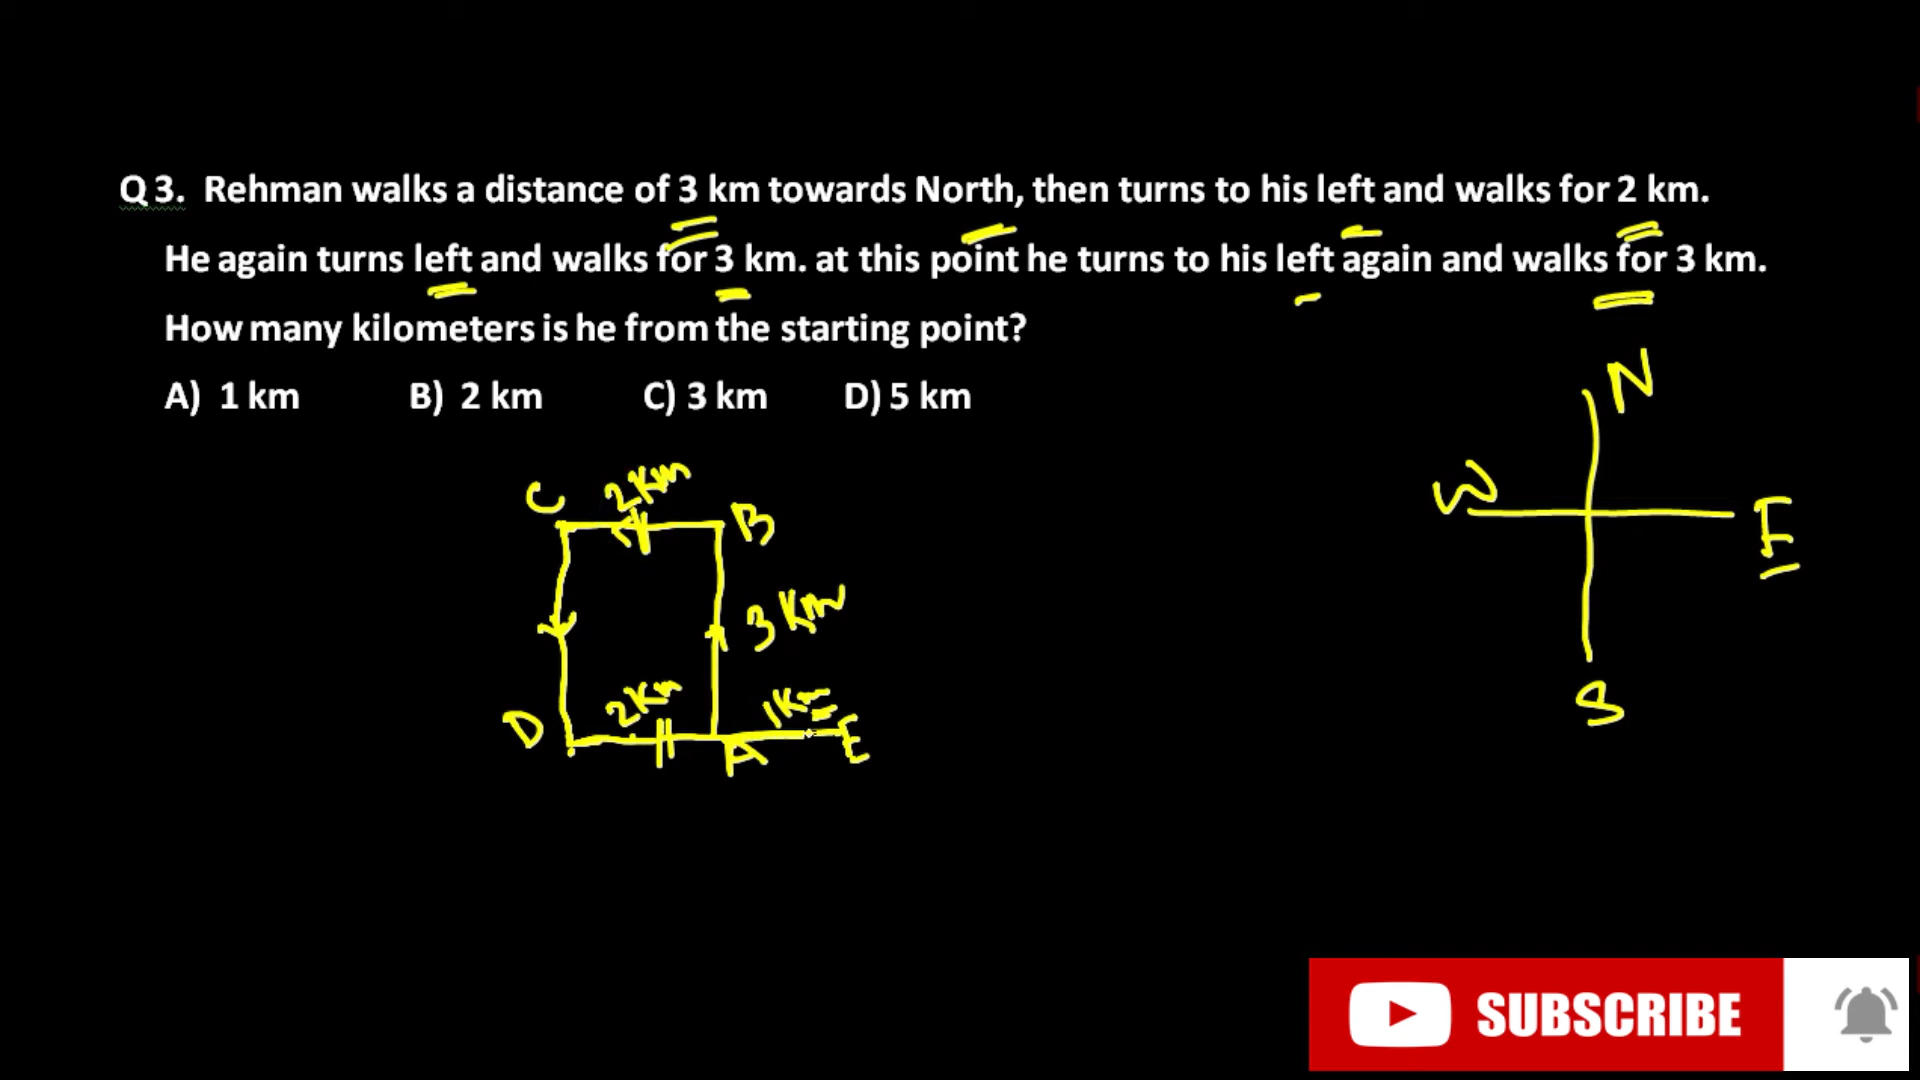 Q 3. Rehman walks a distance of 3 km towards North, then turns to his left and walks for 2 km.
He again turns left and walks for 3 km. at this point he turns to his left again and walks for 3 km.
How many kilometers is he from the starting point?
A) 1 km B) 2 km C) 3 km D) 5 km
N
W
E
S
C 2Km B
3 Km
D 2Km A 1Km E
SUBSCRIBE